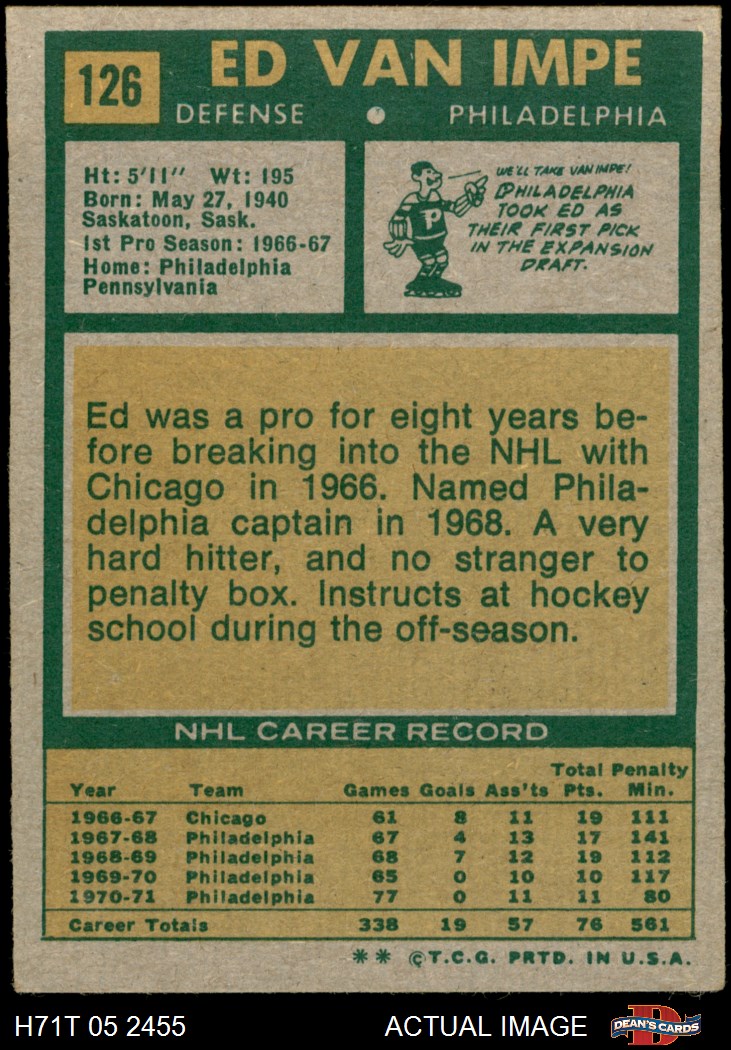 126
ED VAN IMPE
DEFENSE
PHILADELPHIA
Ht: 5'11'' Wt: 195
Born: May 27, 1940
Saskatoon, Sask.
1st Pro Season: 1966-67
Home: Philadelphia
Pennsylvania
WE'LL TAKE VAN IMPE!
PHILADELPHIA
TOOK ED AS
THEIR FIRST PICK
IN THE EXPANSION
DRAFT.
P
Ed was a pro for eight years be-
fore breaking into the NHL with
Chicago in 1966. Named Phila-
delphia captain in 1968. A very
hard hitter, and no stranger to
penalty box. Instructs at hockey
school during the off-season.
NHL CAREER RECORD
Total Penalty
Year Team Games Goals Ass'ts Pts. Min.
1966-67 Chicago 61 8 11 19 111
1967-68 Philadelphia 67 4 13 17 141
1968-69 Philadelphia 68 7 12 19 112
1969-70 Philadelphia 65 0 10 10 117
1970-71 Philadelphia 77 0 11 11 80
Career Totals 338 19 57 76 561
** ©T.C.G. PRTD. IN U.S.A.
H71T 05 2455
ACTUAL IMAGE
D
DEAN'S CARDS